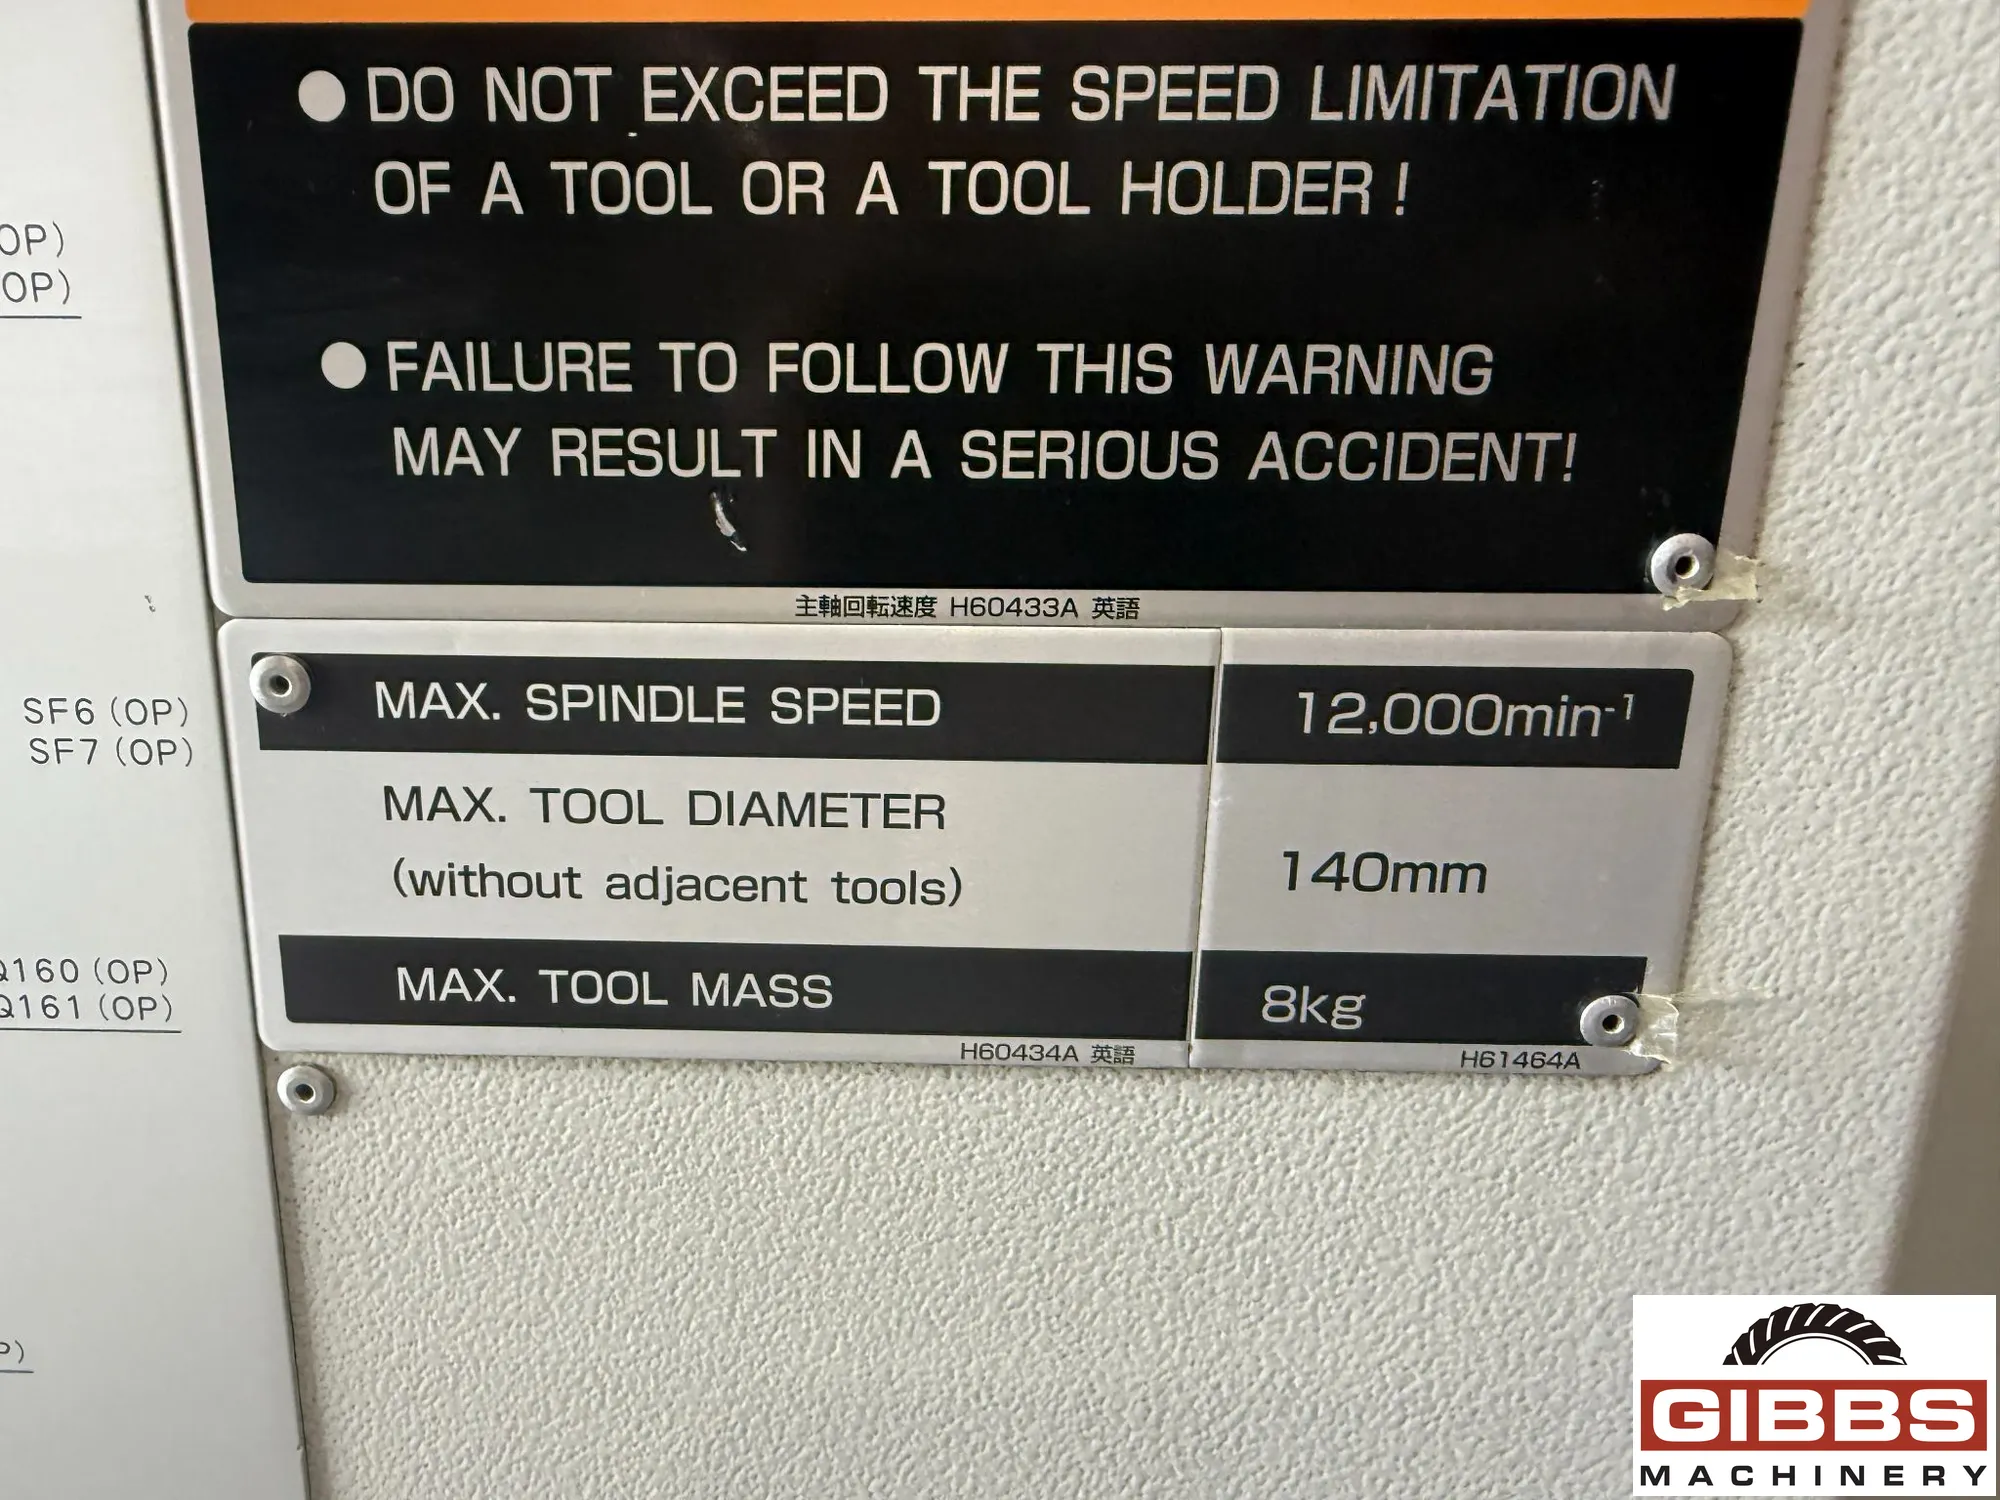 DO NOT EXCEED THE SPEED LIMITATION
OF A TOOL OR A TOOL HOLDER !
FAILURE TO FOLLOW THIS WARNING
MAY RESULT IN A SERIOUS ACCIDENT!
主軸回転速度 H60433A 英語
MAX. SPINDLE SPEED 12,000min-1
MAX. TOOL DIAMETER
(without adjacent tools) 140mm
MAX. TOOL MASS 8kg
H60434A 英語 H61464A
(OP)
(OP)
SF6 (OP)
SF7 (OP)
Q160 (OP)
Q161 (OP)
GIBBS
MACHINERY